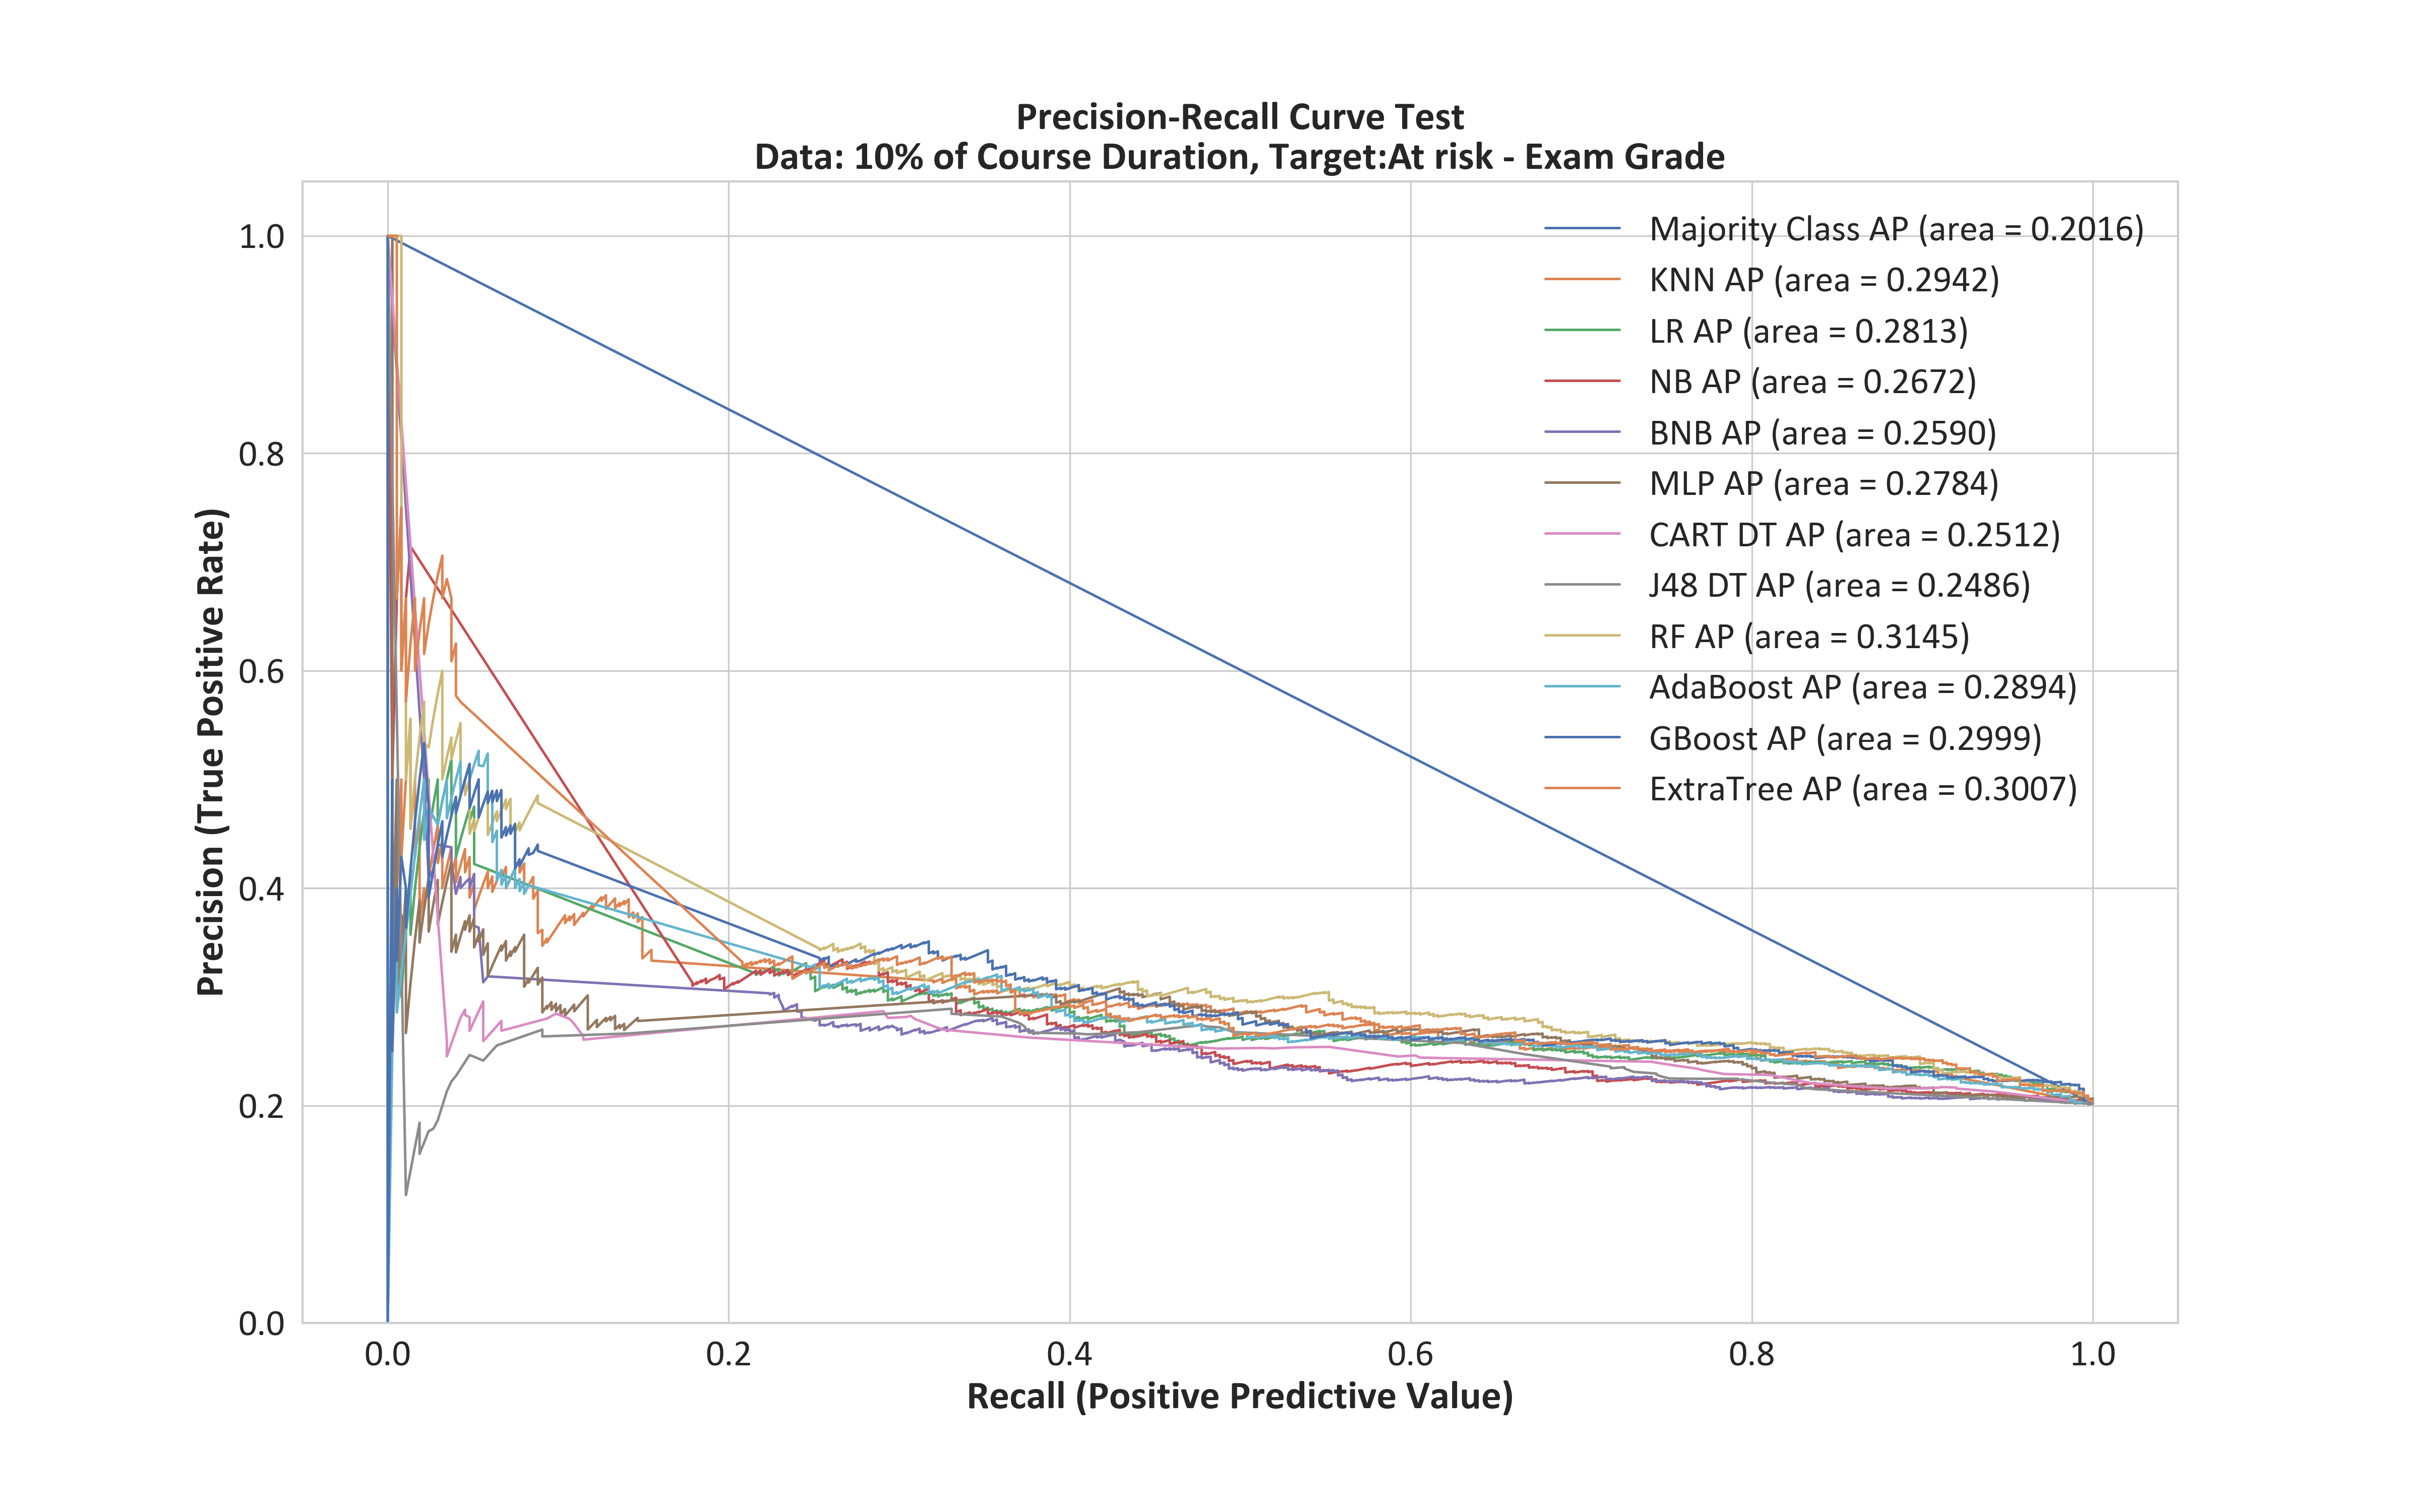 Precision-Recall Curve Test
Data: 10% of Course Duration, Target:At risk - Exam Grade
Majority Class AP (area = 0.2016)
KNN AP (area = 0.2942)
LR AP (area = 0.2813)
NB AP (area = 0.2672)
BNB AP (area = 0.2590)
MLP AP (area = 0.2784)
CART DT AP (area = 0.2512)
J48 DT AP (area = 0.2486)
RF AP (area = 0.3145)
AdaBoost AP (area = 0.2894)
GBoost AP (area = 0.2999)
ExtraTree AP (area = 0.3007)
Precision (True Positive Rate)
1.0
0.8
0.6
0.4
0.2
0.0
0.0 0.2 0.4 0.6 0.8 1.0
Recall (Positive Predictive Value)